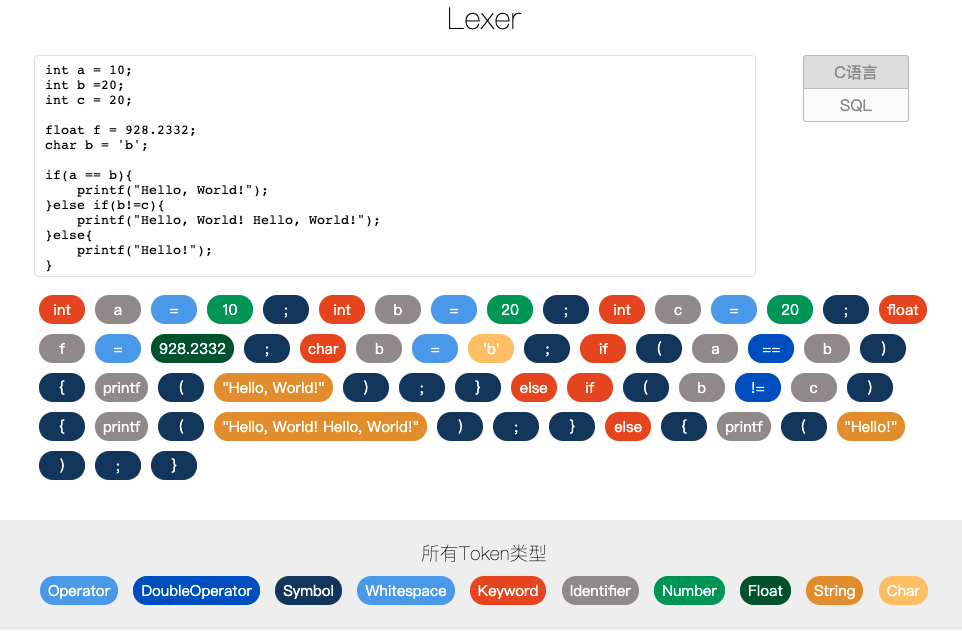 Lexer
int a = 10;
int b =20;
int c = 20;
float f = 928.2332;
char b = 'b';
if(a == b){
    printf("Hello, World!");
}else if(b!=c){
    printf("Hello, World! Hello, World!");
}else{
    printf("Hello!");
}
C语言
SQL
int a = 10 ; int b = 20 ; int c = 20 ; float
f = 928.2332 ; char b = 'b' ; if ( a == b )
{ printf ( "Hello, World!" ) ; } else if ( b != c )
{ printf ( "Hello, World! Hello, World!" ) ; } else { printf ( "Hello!"
) ; }
所有Token类型
Operator DoubleOperator Symbol Whitespace Keyword Identifier Number Float String Char